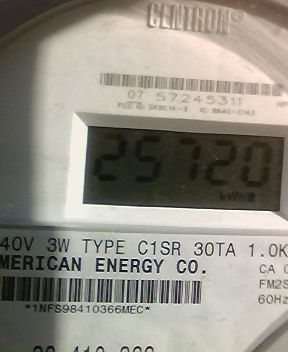 CENTRON®
07 57245311
25720
kWh
40V 3W TYPE C1SR 30TA 1.0K
MERICAN ENERGY CO.
CA
FM2S
60Hz
*1NFS98410366MEC*